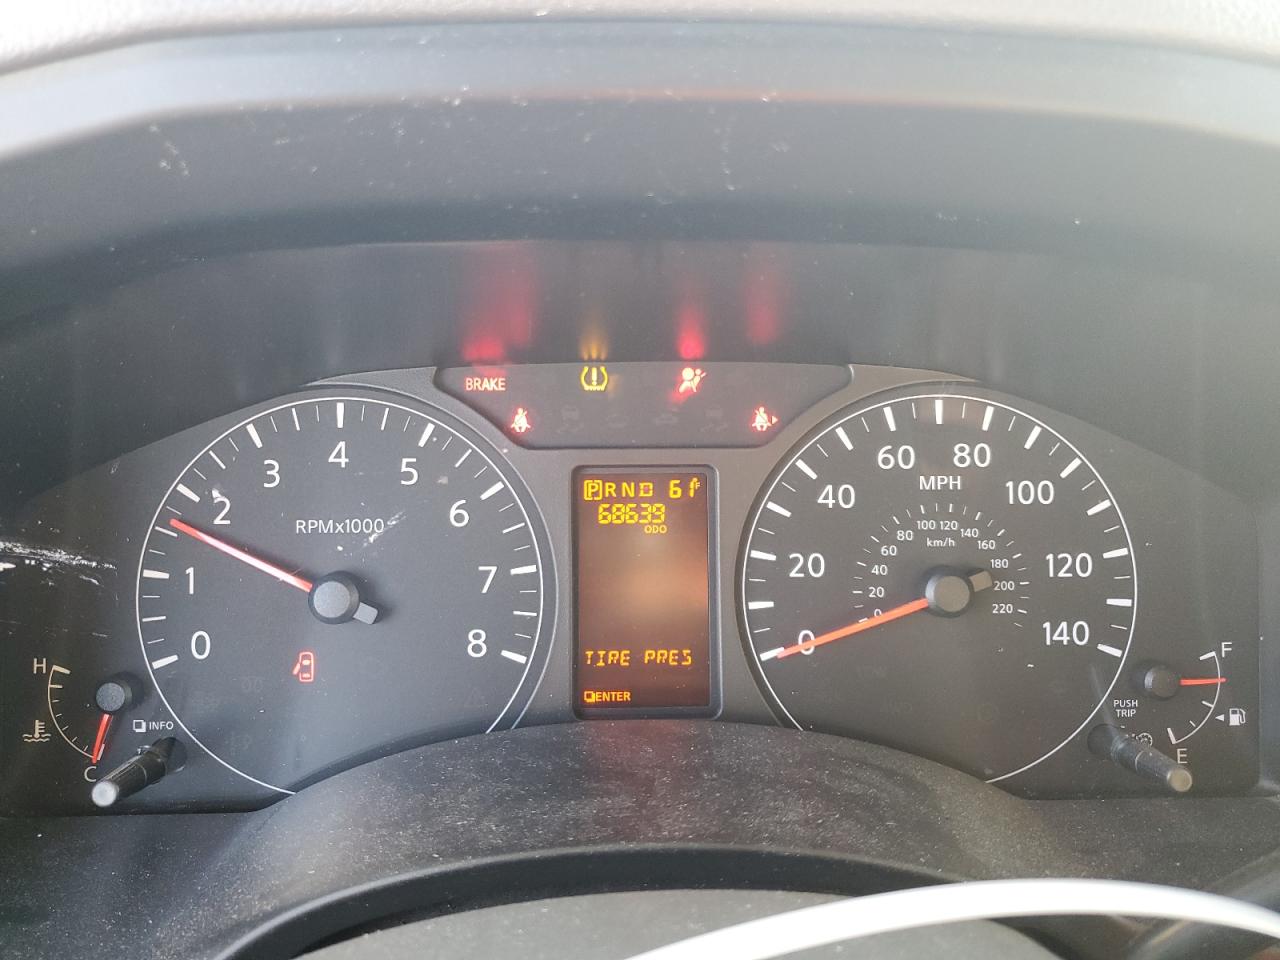 BRAKE
0 1 2 3 4 5 6 7 8
RPMx1000
H
C
INFO
PRND 61°F
68639
ODO
TIRE PRES
ENTER
0 20 40 60 80 100 120 140
MPH
0 20 40 60 80 100 120 140 160 180 200 220
km/h
F
E
PUSH
TRIP